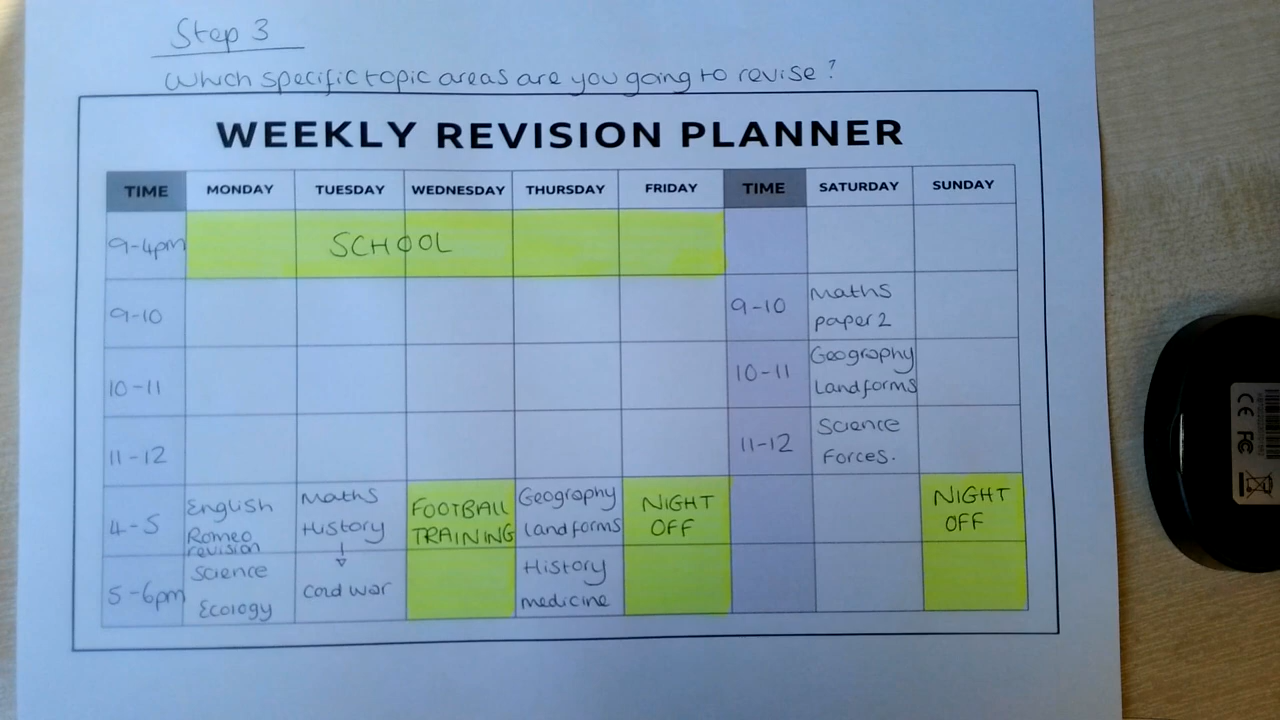 Step 3
Which specific topic areas are you going to revise?
WEEKLY REVISION PLANNER
TIME MONDAY TUESDAY WEDNESDAY THURSDAY FRIDAY TIME SATURDAY SUNDAY
9-4pm SCHOOL
9-10 9-10 Maths
paper 2
10-11 10-11 Geography
Landforms
11-12 11-12 Science
Forces.
4-5 English
Romeo
revision
Maths
History
↓
FOOTBALL
TRAINING
Geography
landforms
NIGHT
OFF
NIGHT
OFF
5-6pm Science
Ecology
Cold war
History
medicine
CE FC